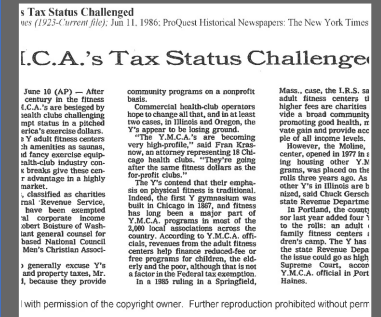 s Tax Status Challenged
nes (1923-Current file); Jun 11, 1986; ProQuest Historical Newspapers: The New York Times
I.C.A.'s Tax Status Challenged
June 10 (AP) — After
century in the fitness
I.C.A.'s are besieged by
ealth clubs challenging
mpt status in a pitched
erica's exercise dollars.
s Y adult fitness centers
h amenities as saunas,
d fancy exercise equip-
alth-club industry con-
x breaks give these cen-
r advantage in a highly
market.
, classified as charities
rnal Revenue Service,
have been exempted
al corporate income
obert Boisture of Wash-
tant general counsel for
based National Council
Men's Christian Associ-
s generally excuse Y's
and property taxes, Mr.
l, because they provide
community programs on a nonprofit
basis.
Commercial health-club operators
hope to change all that, and in at least
two cases, in Illinois and Oregon, the
Y's appear to be losing ground.
"The Y.M.C.A.'s are becoming
very high-profile," said Fran Kras-
now, an attorney representing 18 Chi-
cago health clubs. "They're going
after the same fitness dollars as the
for-profit clubs."
The Y's contend that their empha-
sis on physical fitness is traditional.
Indeed, the first Y gymnasium was
built in Chicago in 1887, and fitness
has long been a major part of
Y.M.C.A. programs in most of the
2,000 local associations across the
country. According to Y.M.C.A. offi-
cials, revenues from the adult fitness
centers help finance reduced-fee or
free programs for children, the eld-
erly and the poor, although that is not
a factor in the Federal tax exemption.
In a 1985 ruling in a Springfield,
Mass., case, the I.R.S. sa
adult fitness centers tl
higher fees are charities
vide a broad community
promoting good health, n
vate gain and provide acc
ple of all income levels.
However, the Moline,
center, opened in 1977 in t
ing housing other Y.M
grams, was placed on the
rolls three years ago. As
other Y's in Illinois are b
nized, said Chuck Gersch
state Revenue Departme
In Portland, the count
sor last year added four Y
to the rolls: an adult c
family fitness centers a
dren's camp. The Y has
the state Revenue Depa
the issue could go as high
Supreme Court, accor
Y.M.C.A. official in Port
Haines.
l with permission of the copyright owner. Further reproduction prohibited without perm